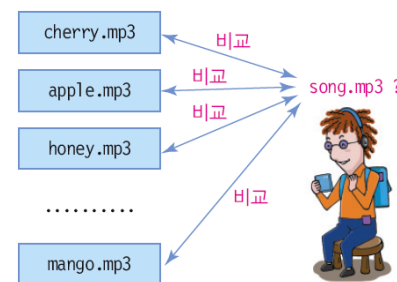 cherry.mp3
비교
apple.mp3
비교
song.mp3 ?
비교
honey.mp3
..........
비교
mango.mp3